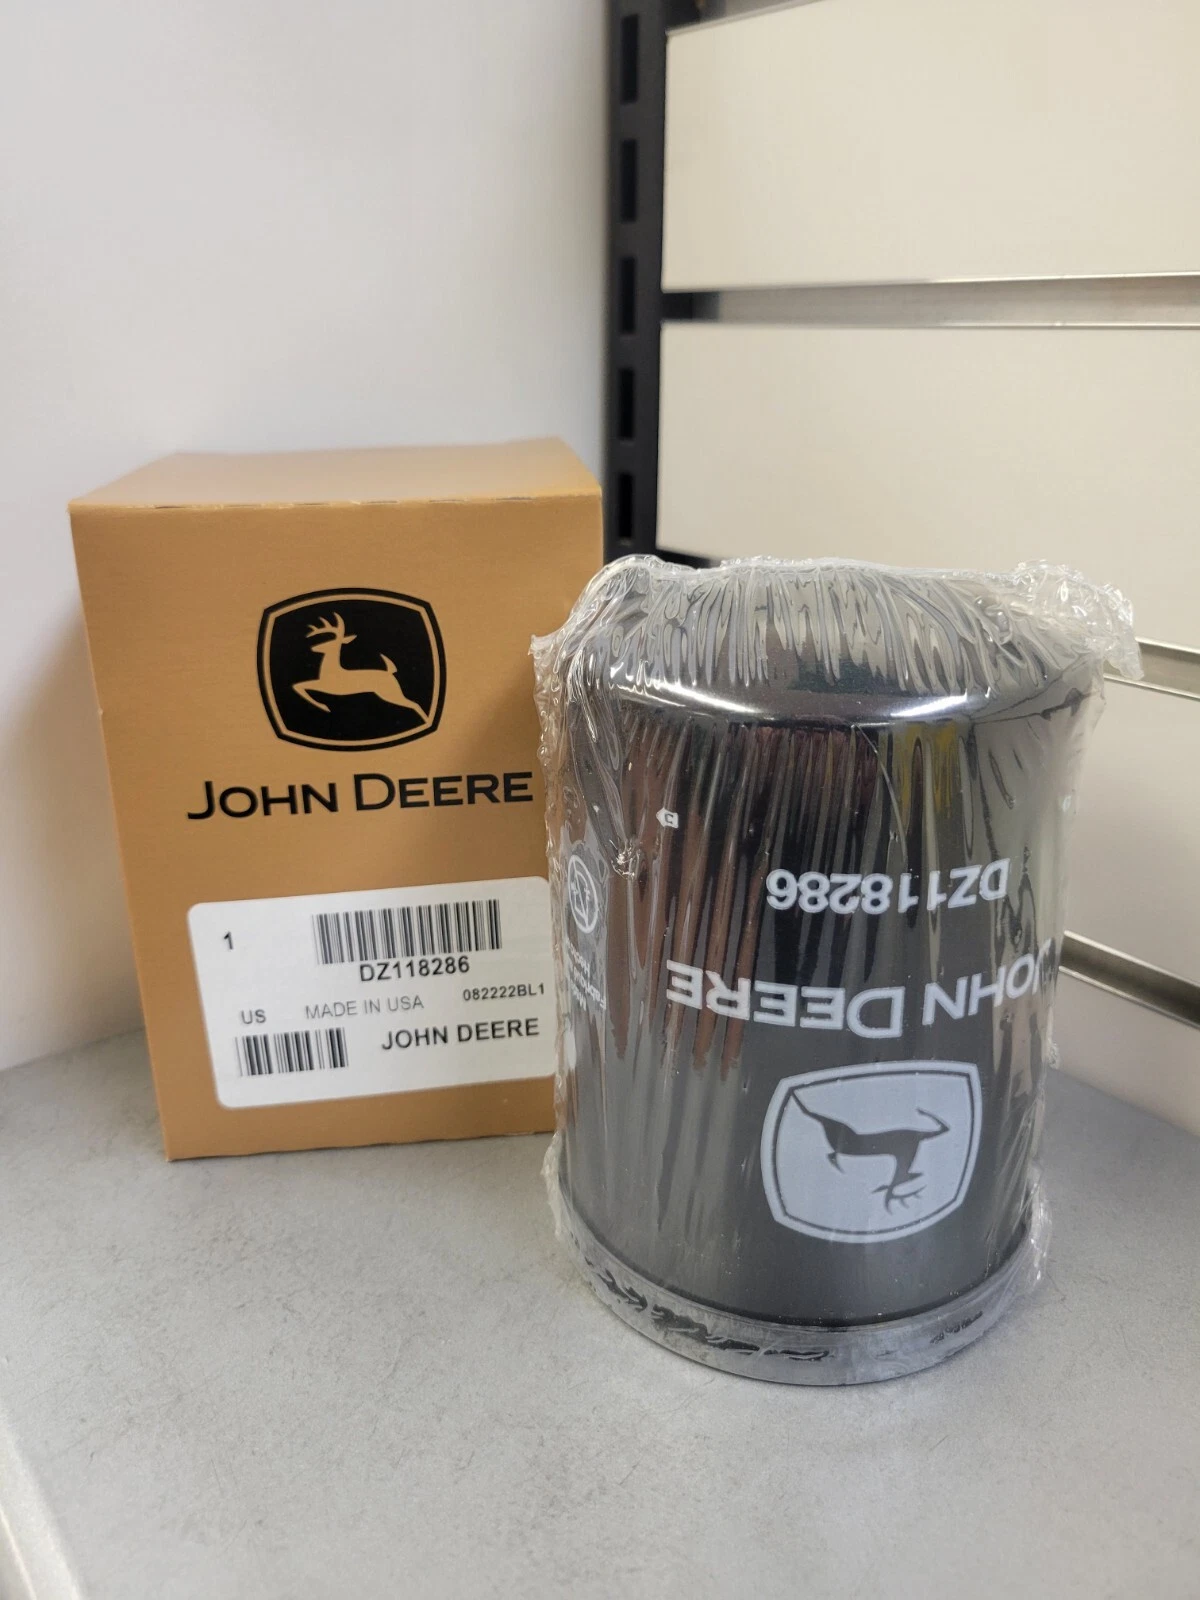 JOHN DEERE
1
DZ118286
US MADE IN USA 082222BL1
JOHN DEERE
DZ118286
JOHN DEERE